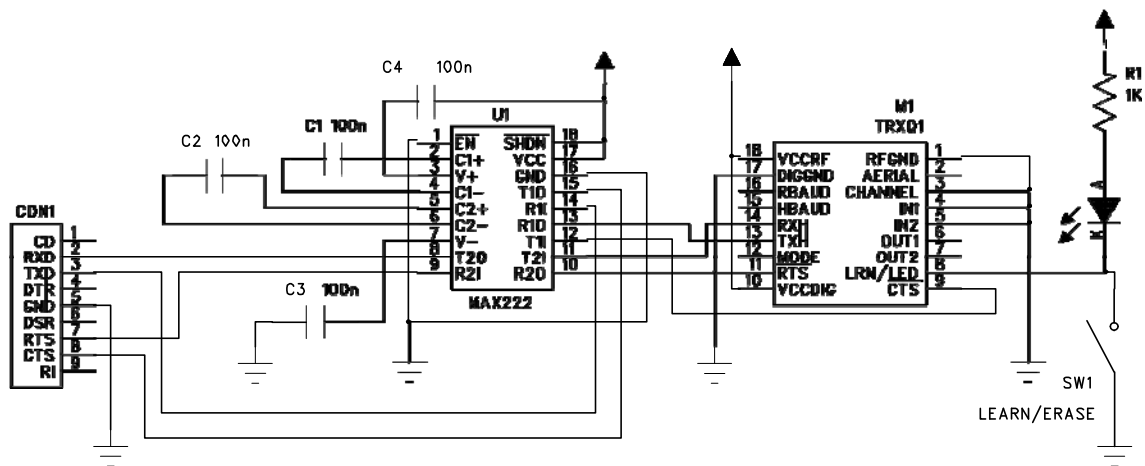 C4 100n
C2 100n
C1 100n
C3 100n
U1
1 EN
2 C1+
3 V+
4 C1-
5 C2+
6 C2-
7 V-
8 T2O
9 R2I
SHDN 18
VCC 17
GND 16
T1O 15
R1I 14
R1O 13
T1I 12
T2I 11
R2O 10
MAX222
CON1
CD 1
RXD 2
TXD 3
DTR 4
GND 5
DSR 6
RTS 7
CTS 8
RI 9
M1
TRXQ1
18 VCCRF
17 DIGGND
16 RBAUD
15 HBAUD
14 RXH
13 TXH
12 MODE
11 RTS
10 VCCDIG
RFGND 1
AERIAL 2
CHANNEL 3
IN1 4
IN2 5
OUT1 6
OUT2 7
LRN/LED 8
CTS 9
R1
1K
A
K
SW1
LEARN/ERASE